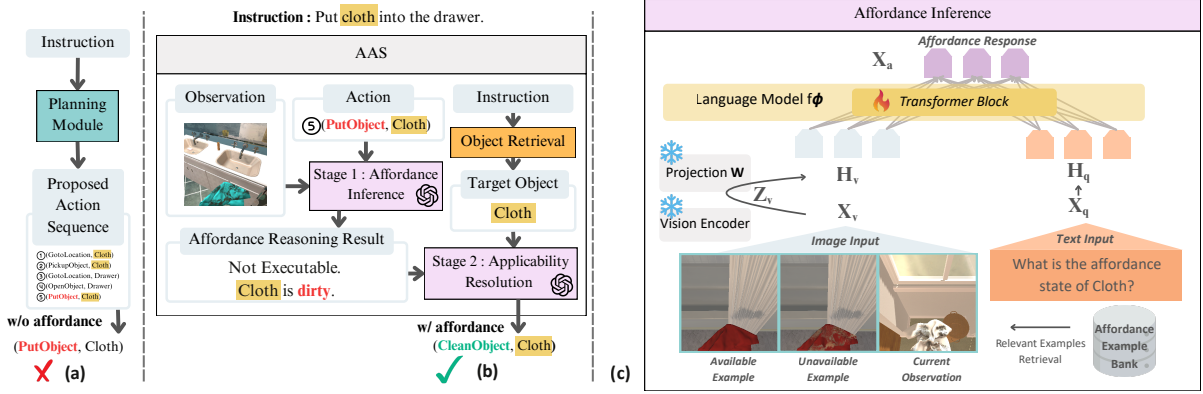 Instruction
Planning
Module
Proposed
Action
Sequence
①(GotoLocation, Cloth)
②(PickupObject, Cloth)
③(GotoLocation, Drawer)
④(OpenObject, Drawer)
⑤(PutObject, Cloth)
w/o affordance
(PutObject, Cloth)
(a)
Instruction : Put cloth into the drawer.
AAS
Observation
Action
⑤(PutObject, Cloth)
Instruction
Object Retrieval
Stage 1 : Affordance
Inference
Target Object
Cloth
Affordance Reasoning Result
Not Executable.
Cloth is dirty.
Stage 2 : Applicability
Resolution
w/ affordance
(CleanObject, Cloth)
(b)
(c)
Affordance Inference
Affordance Response
Xa
Language Model fϕ
Transformer Block
Projection W
Vision Encoder
Zv
Hv
Xv
Hq
Xq
Image Input
Text Input
What is the affordance
state of Cloth?
Available
Example
Unavailable
Example
Current
Observation
Relevant Examples
Retrieval
Affordance
Example
Bank